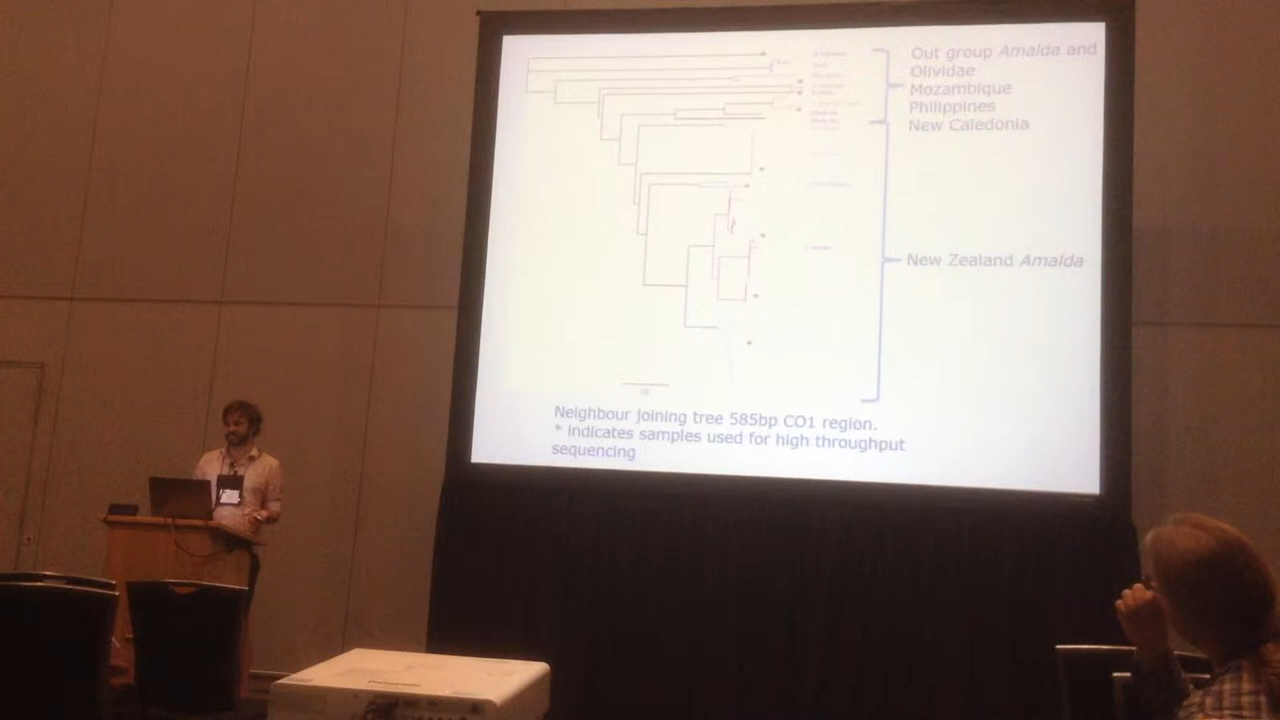 Out group Amalda and
Olividae
Mozambique
Philippines
New Caledonia
New Zealand Amalda
Neighbour joining tree 585bp CO1 region.
* indicates samples used for high throughput
sequencing